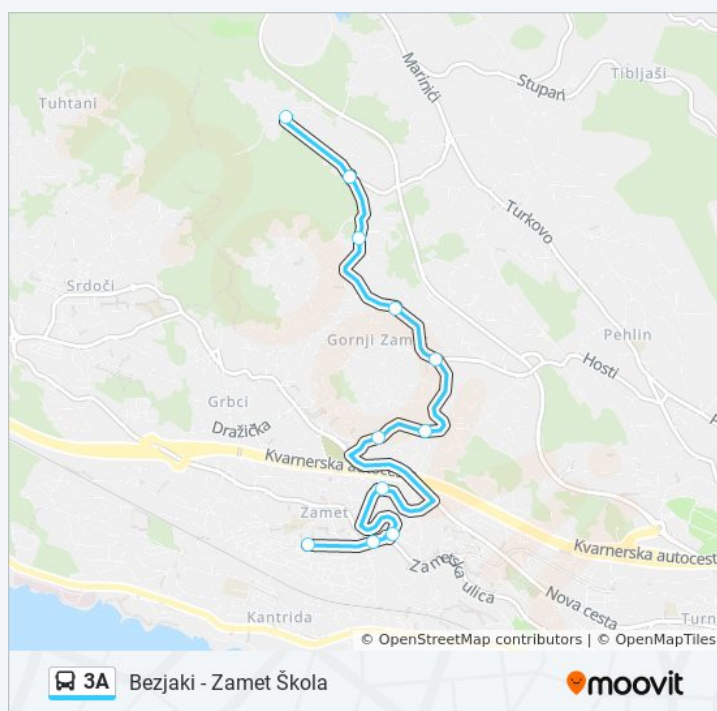 Tuhtani
Marinići
Stupari
Tibljaši
Turkovo
Srdoči
Pehlin
Gornji Zam
Hosti
Grbci
Dražička
Kvarnerska autoces
Zamet
Kvarnerska autocest
Zametska ulica
Nova cesta
Kantrida
Turn
© OpenStreetMap contributors | © OpenMapTiles
3A Bezjaki - Zamet Škola
moovit